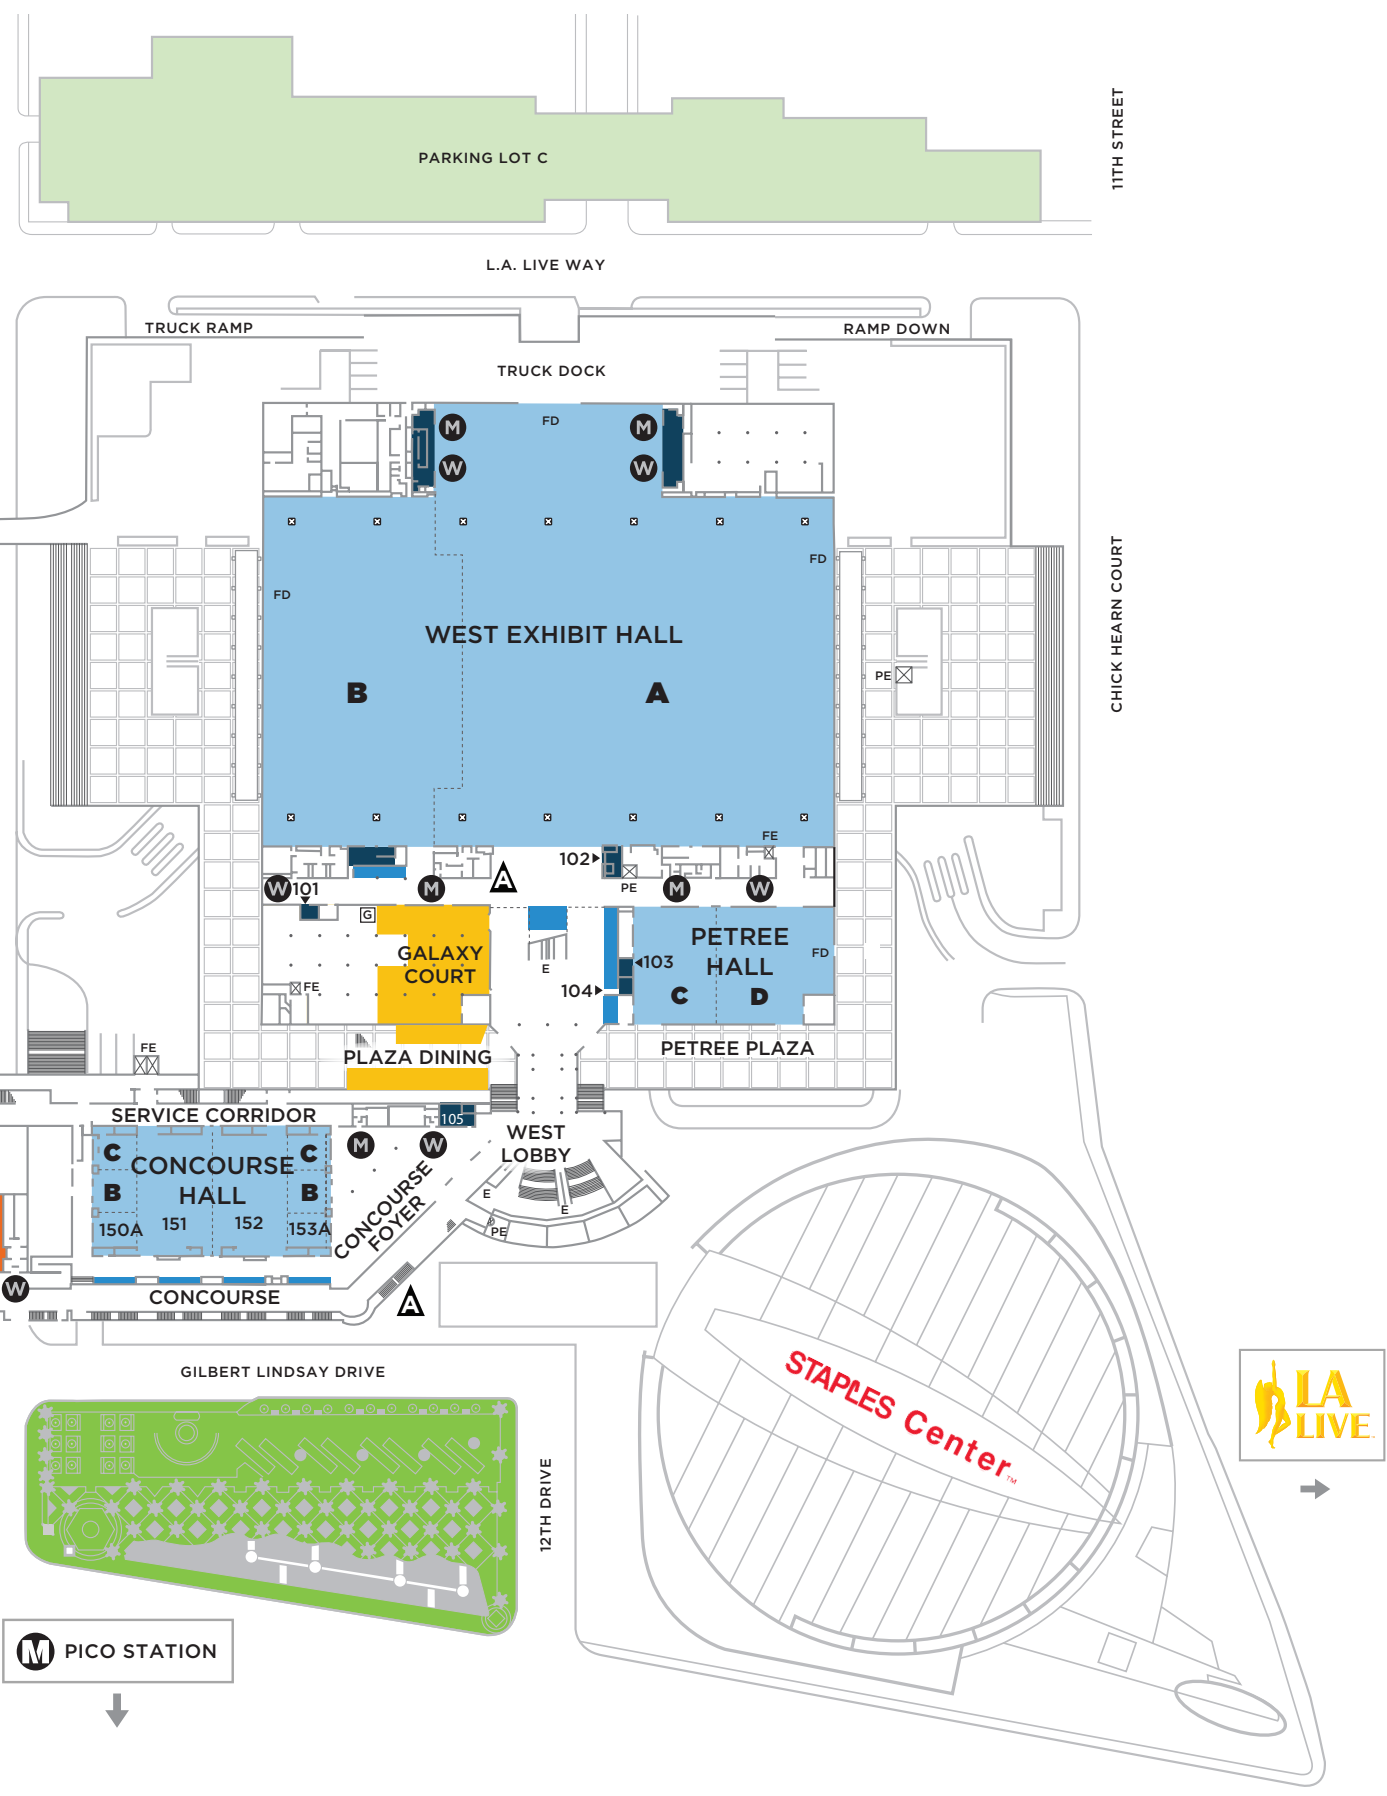 11TH STREET
PARKING LOT C
L.A. LIVE WAY
TRUCK RAMP
RAMP DOWN
TRUCK DOCK
FD
M
M
W
W
FD
FD
CHICK HEARN COURT
WEST EXHIBIT HALL
B
A
PE
FE
102
A
W
101
M
PE
M
W
G
PETREE
HALL
GALAXY
COURT
FD
E
103
104
C
D
FE
FE
PLAZA DINING
PETREE PLAZA
SERVICE CORRIDOR
105
WEST
LOBBY
M
W
C
C
CONCOURSE
HALL
B
B
150A
151
152
153A
CONCOURSE
FOYER
E
E
PE
W
CONCOURSE
A
GILBERT LINDSAY DRIVE
STAPLES Center™
LA
LIVE
12TH DRIVE
M PICO STATION